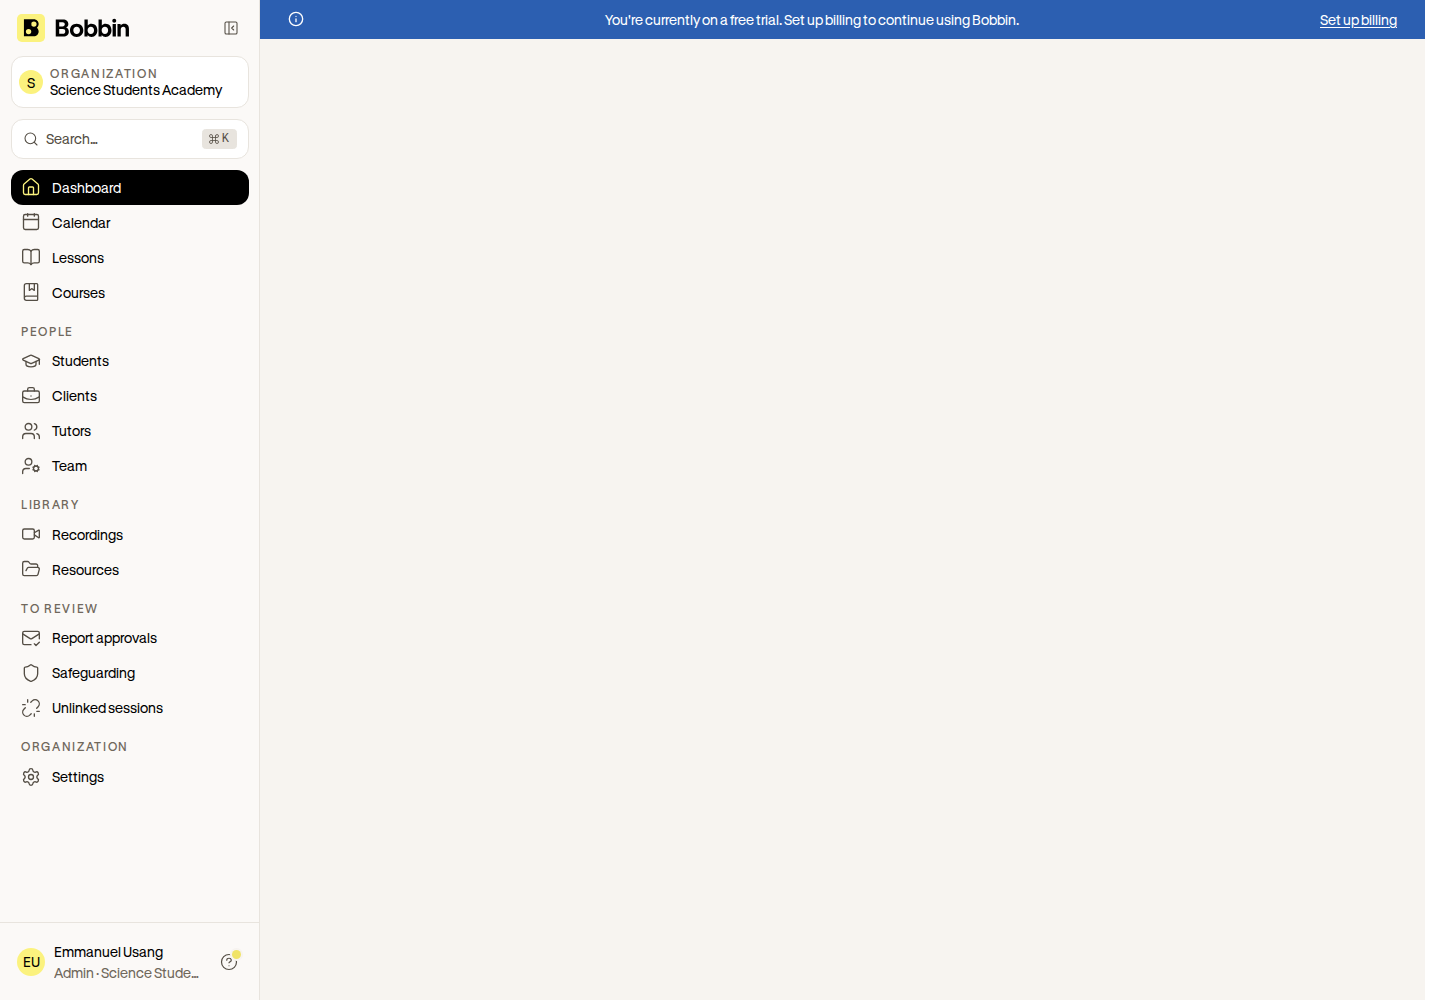 Bobbin
ORGANIZATION
S
Science Students Academy
Search...
⌘ K
Dashboard
Calendar
Lessons
Courses
PEOPLE
Students
Clients
Tutors
Team
LIBRARY
Recordings
Resources
TO REVIEW
Report approvals
Safeguarding
Unlinked sessions
ORGANIZATION
Settings
EU
Emmanuel Usang
Admin · Science Stude...
You're currently on a free trial. Set up billing to continue using Bobbin.
Set up billing